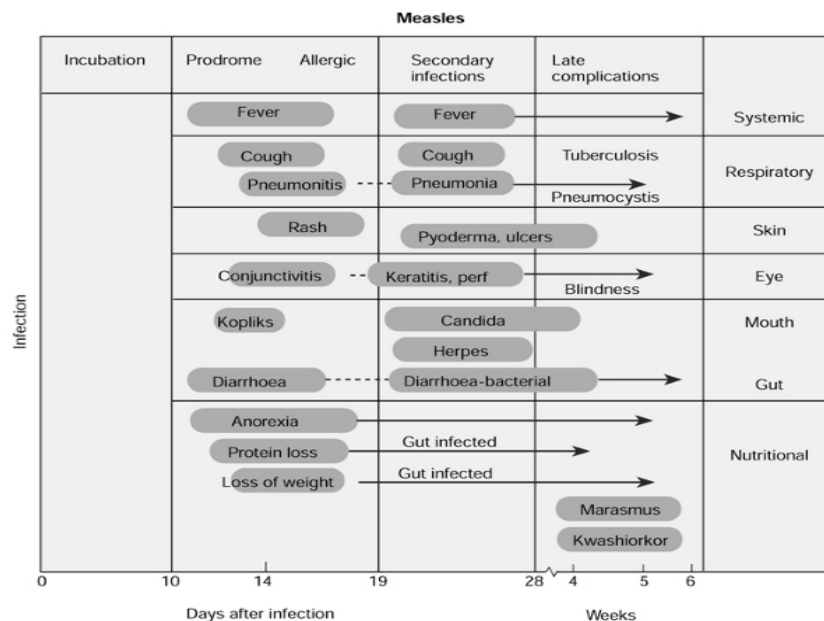 Measles
Incubation Prodrome Allergic Secondary infections Late complications
Fever Fever Systemic
Cough Cough Tuberculosis
Respiratory
Pneumonitis Pneumonia
Pneumocystis
Rash Pyoderma, ulcers Skin
Conjunctivitis Keratitis, perf Eye
Blindness
Kopliks Candida Mouth
Herpes
Diarrhoea Diarrhoea-bacterial Gut
Anorexia
Protein loss Gut infected
Nutritional
Loss of weight Gut infected
Marasmus
Kwashiorkor
Infection
0 10 14 19 28 4 5 6
Days after infection Weeks